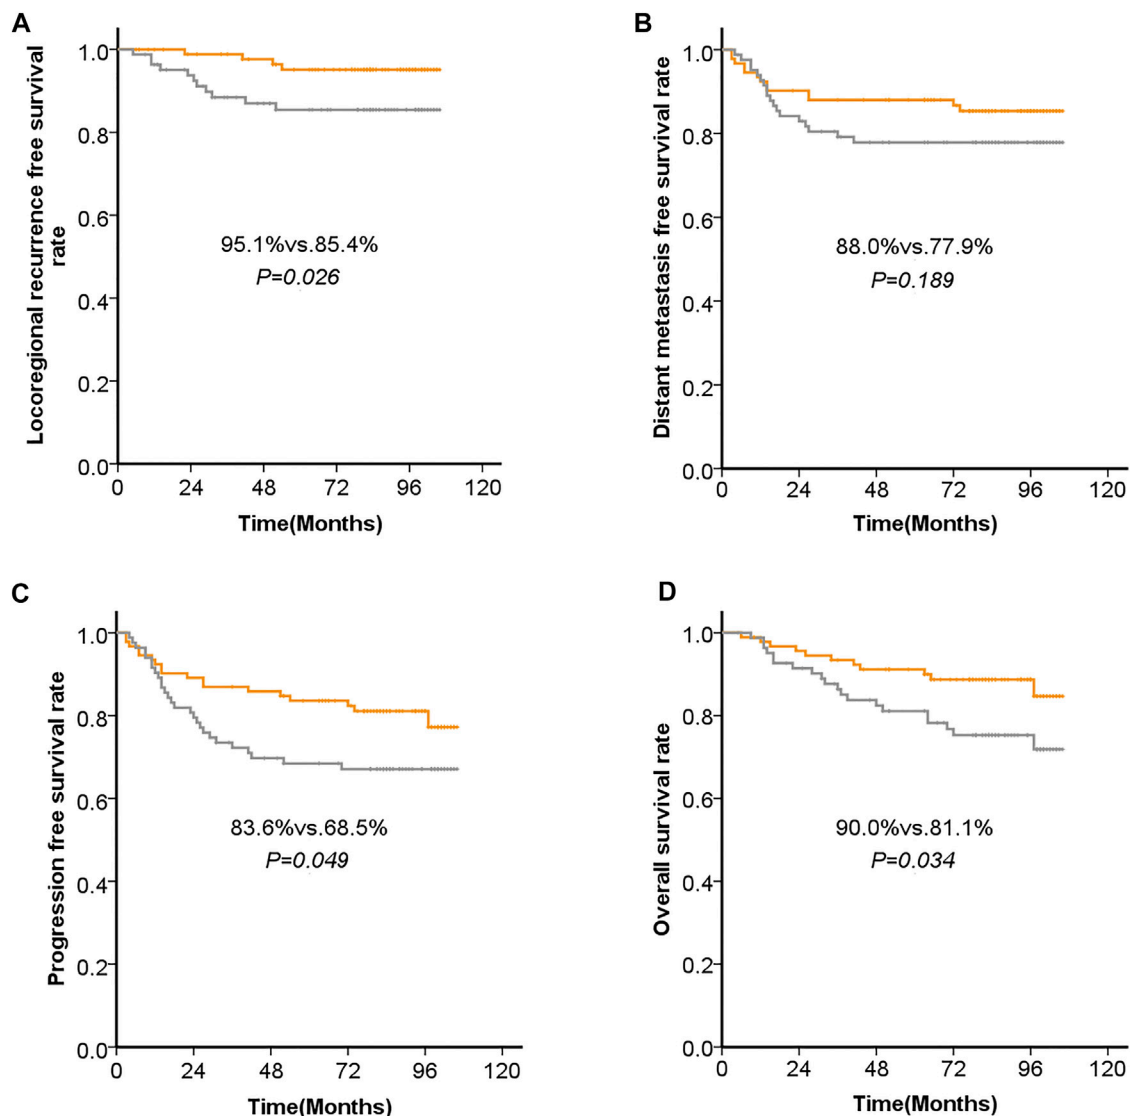 A
Locoregional recurrence free survival
rate
1.0
0.8
0.6
0.4
0.2
0.0
95.1%vs.85.4%
P=0.026
0 24 48 72 96 120
Time(Months)
B
Distant metastasis free survival rate
1.0
0.8
0.6
0.4
0.2
0.0
88.0%vs.77.9%
P=0.189
0 24 48 72 96 120
Time(Months)
C
Progression free survival rate
1.0
0.8
0.6
0.4
0.2
0.0
83.6%vs.68.5%
P=0.049
0 24 48 72 96 120
Time(Months)
D
Overall survival rate
1.0
0.8
0.6
0.4
0.2
0.0
90.0%vs.81.1%
P=0.034
0 24 48 72 96 120
Time(Months)